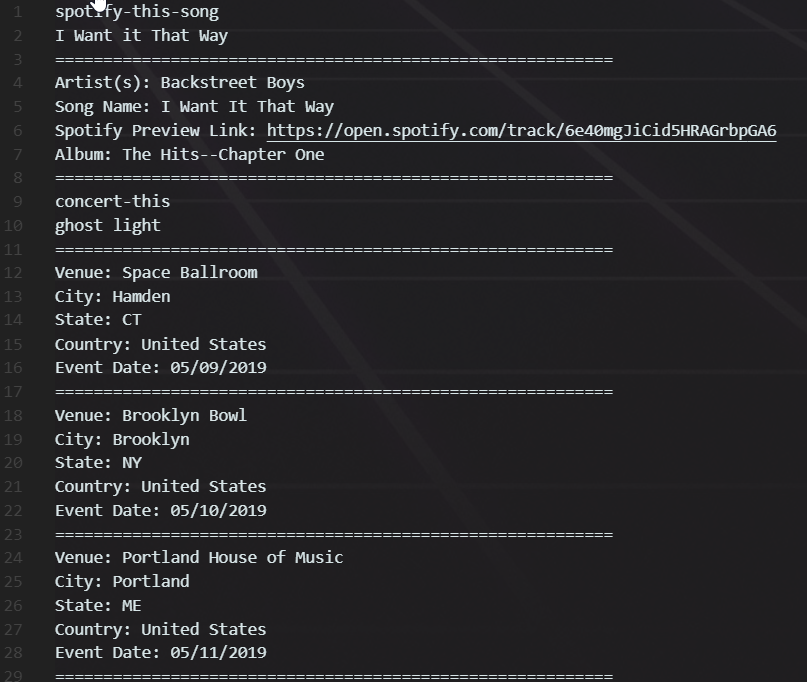 1 spotify-this-song
2 I Want it That Way
3 ==========================================================
4 Artist(s): Backstreet Boys
5 Song Name: I Want It That Way
6 Spotify Preview Link: https://open.spotify.com/track/6e40mgJiCid5HRAGrbpGA6
7 Album: The Hits--Chapter One
8 ==========================================================
9 concert-this
10 ghost light
11 ==========================================================
12 Venue: Space Ballroom
13 City: Hamden
14 State: CT
15 Country: United States
16 Event Date: 05/09/2019
17 ==========================================================
18 Venue: Brooklyn Bowl
19 City: Brooklyn
20 State: NY
21 Country: United States
22 Event Date: 05/10/2019
23 ==========================================================
24 Venue: Portland House of Music
25 City: Portland
26 State: ME
27 Country: United States
28 Event Date: 05/11/2019
29 ==========================================================